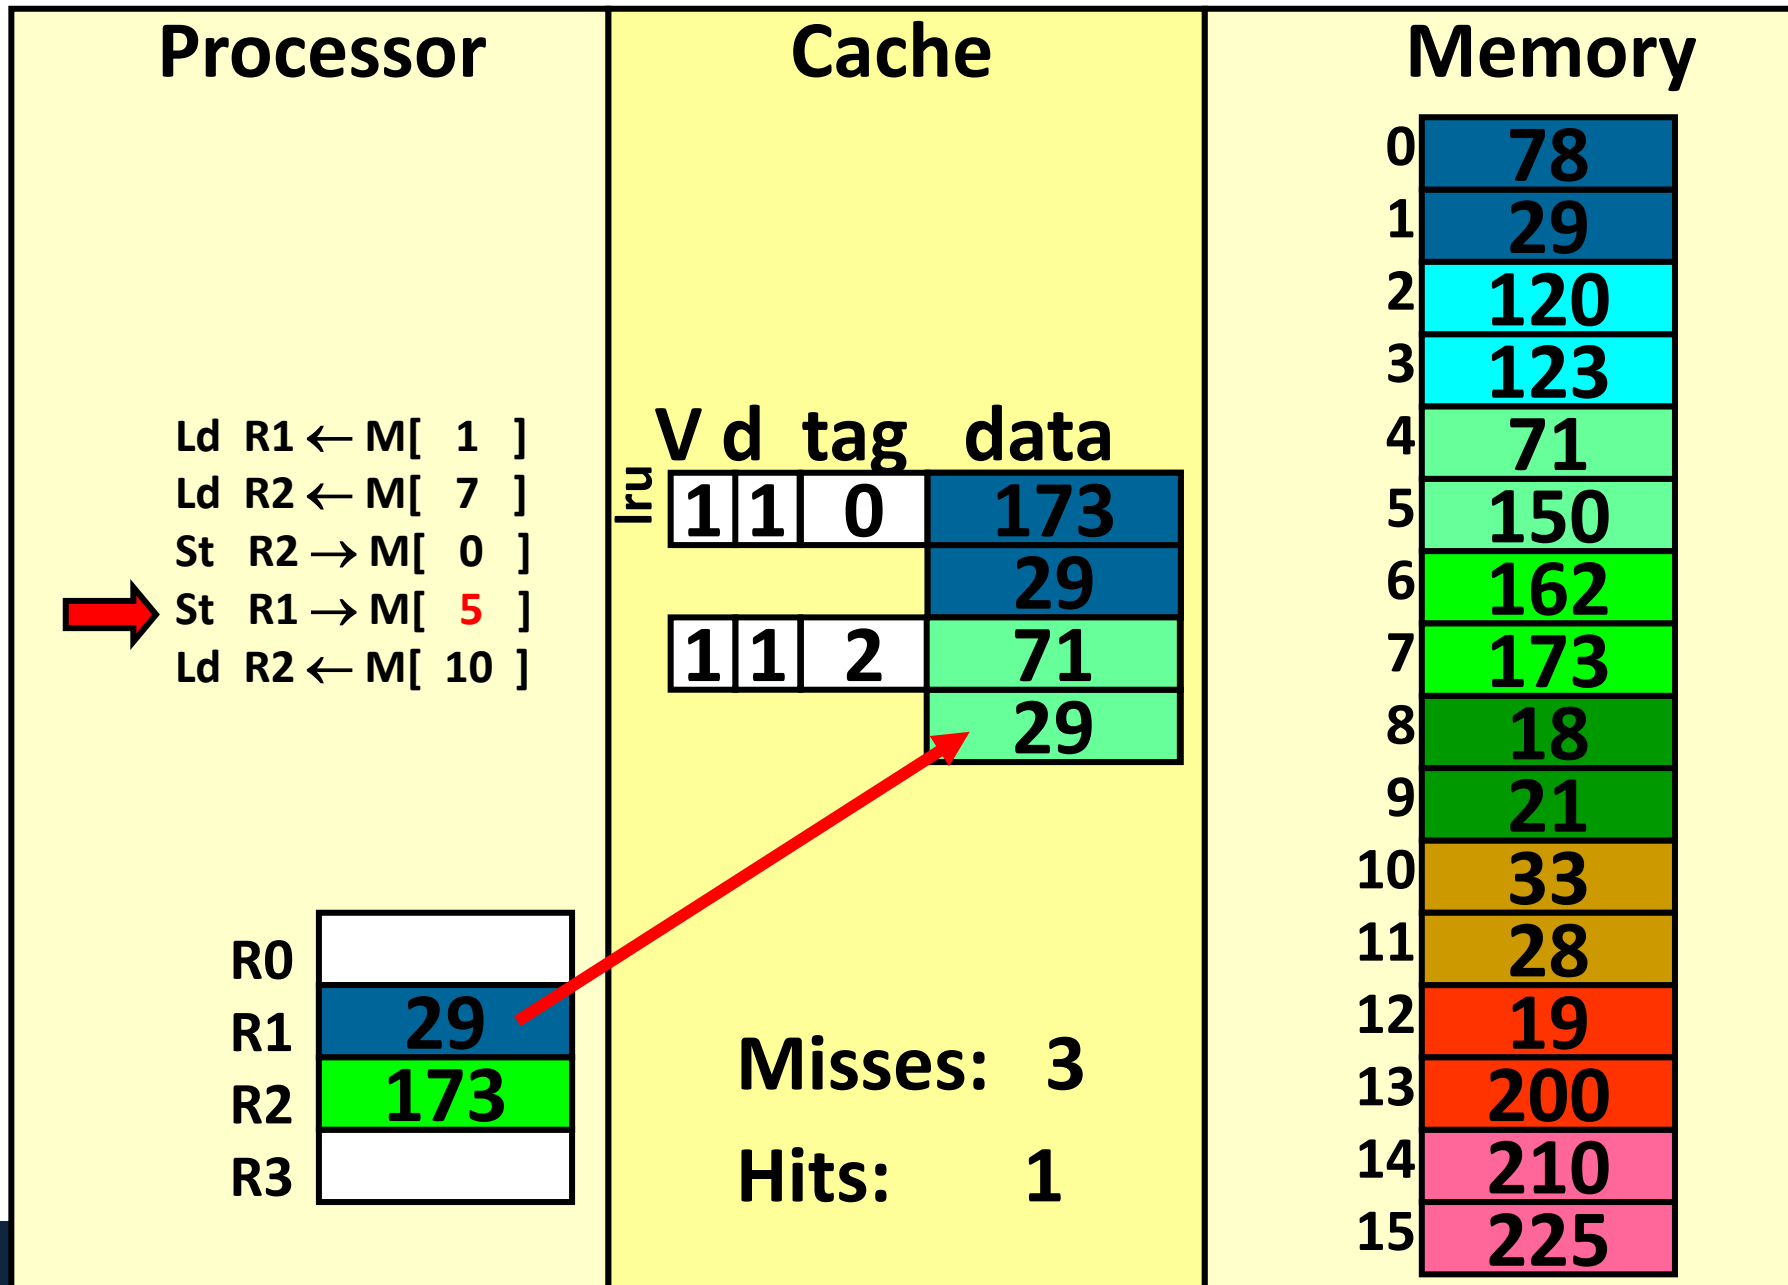 Processor
Cache
Memory
Ld R1 ← M[ 1 ]
Ld R2 ← M[ 7 ]
St R2 → M[ 0 ]
St R1 → M[ 5 ]
Ld R2 ← M[ 10 ]
R0
R1 29
R2 173
R3
V d tag data
lru
1 1 0 173
29
1 1 2 71
29
Misses: 3
Hits: 1
0 78
1 29
2 120
3 123
4 71
5 150
6 162
7 173
8 18
9 21
10 33
11 28
12 19
13 200
14 210
15 225